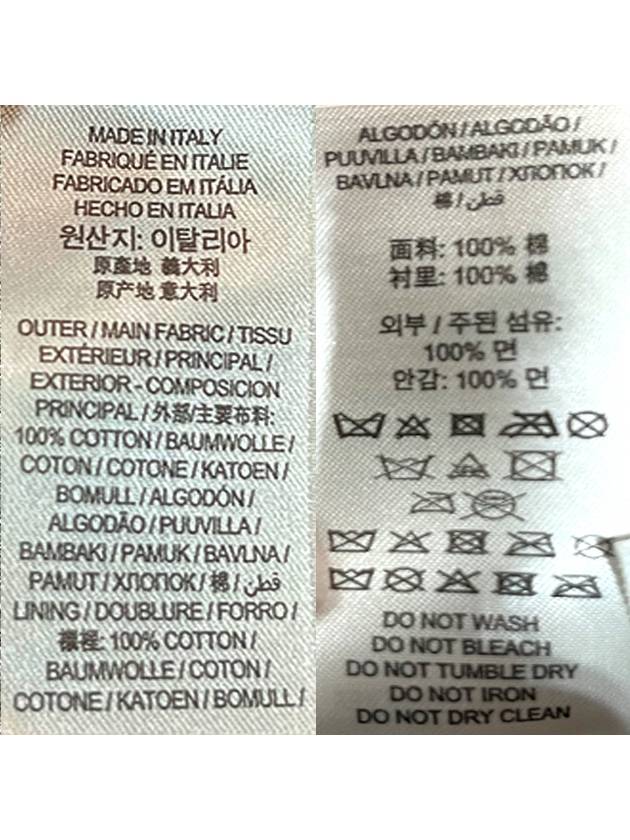 MADE IN ITALY
FABRIQUÉ EN ITALIE
FABRICADO EM ITÁLIA
HECHO EN ITALIA
원산지: 이탈리아
原產地 義大利
原产地 意大利
OUTER / MAIN FABRIC / TISSU
EXTÉRIEUR / PRINCIPAL /
EXTERIOR - COMPOSICION
PRINCIPAL / 外部/主要布料:
100% COTTON / BAUMWOLLE /
COTON / COTONE / KATOEN /
BOMULL / ALGODÓN /
ALGODÃO / PUUVILLA /
BAMBAKI / PAMUK / BAVLNA /
PAMUT / ХЛОПОК / 棉 / قطن /
LINING / DOUBLURE / FORRO /
襯裡: 100% COTTON /
BAUMWOLLE / COTON /
COTONE / KATOEN / BOMULL /
ALGODÓN / ALGODÃO /
PUUVILLA / BAMBAKI / PAMUK /
BAVLNA / PAMUT / ХЛОПОК /
棉 / قطن
面料: 100% 棉
衬里: 100% 棉
외부 / 주된 섬유:
100% 면
안감: 100% 면
DO NOT WASH
DO NOT BLEACH
DO NOT TUMBLE DRY
DO NOT IRON
DO NOT DRY CLEAN